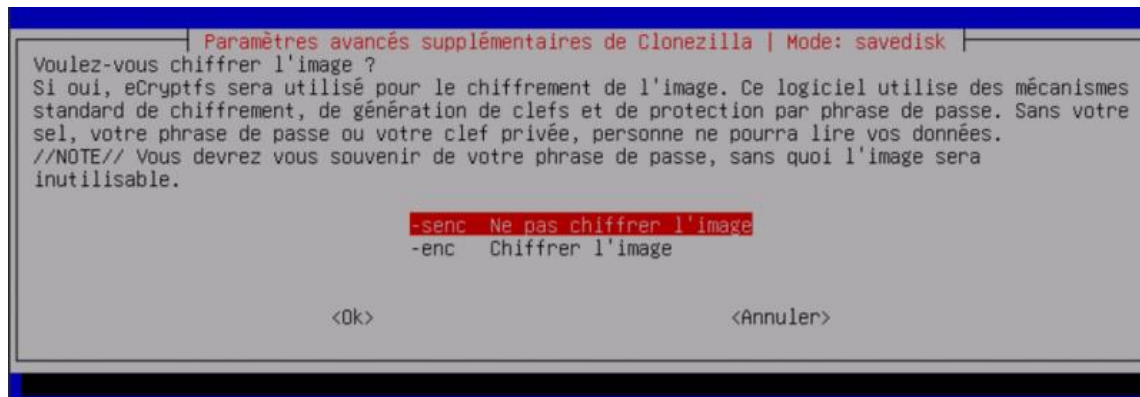 Paramètres avancés supplémentaires de Clonezilla | Mode: savedisk
Voulez-vous chiffrer l'image ?
Si oui, eCryptfs sera utilisé pour le chiffrement de l'image. Ce logiciel utilise des mécanismes
standard de chiffrement, de génération de clefs et de protection par phrase de passe. Sans votre
sel, votre phrase de passe ou votre clef privée, personne ne pourra lire vos données.
//NOTE// Vous devrez vous souvenir de votre phrase de passe, sans quoi l'image sera
inutilisable.
-senc Ne pas chiffrer l'image
-enc Chiffrer l'image
<Ok> <Annuler>